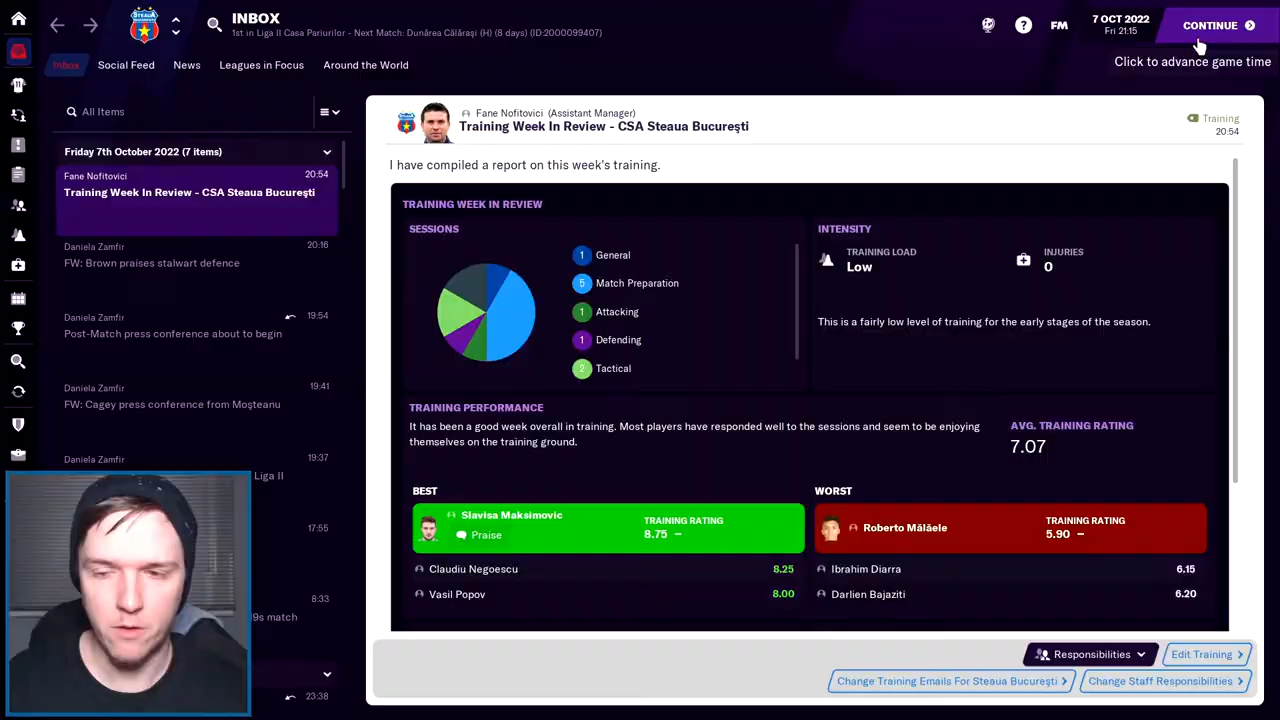 INBOX
1st in Liga II Casa Pariurilor - Next Match: Dunărea Călărași (H) (8 days) (ID:2000099407)
FM
7 OCT 2022
Fri 21:15
CONTINUE
Click to advance game time
Inbox
Social Feed
News
Leagues in Focus
Around the World
All Items
Friday 7th October 2022 (7 items)
Fane Nofitovici
20:54
Training Week In Review - CSA Steaua Bucureşti
Daniela Zamfir
20:16
FW: Brown praises stalwart defence
Daniela Zamfir
19:54
Post-Match press conference about to begin
Daniela Zamfir
19:41
FW: Cagey press conference from Moşteanu
Daniela Zamfir
19:37
Liga II
17:55
8:33
9s match
23:38
Fane Nofitovici (Assistant Manager)
Training Week In Review - CSA Steaua Bucureşti
Training
20:54
I have compiled a report on this week's training.
TRAINING WEEK IN REVIEW
SESSIONS
1 General
5 Match Preparation
1 Attacking
1 Defending
2 Tactical
INTENSITY
TRAINING LOAD
Low
INJURIES
0
This is a fairly low level of training for the early stages of the season.
TRAINING PERFORMANCE
It has been a good week overall in training. Most players have responded well to the sessions and seem to be enjoying
themselves on the training ground.
AVG. TRAINING RATING
7.07
BEST
Slavisa Maksimovic
Praise
TRAINING RATING
8.75 –
Claudiu Negoescu 8.25
Vasil Popov 8.00
WORST
Roberto Mălăele
TRAINING RATING
5.90 –
Ibrahim Diarra 6.15
Darlien Bajaziti 6.20
Responsibilities
Edit Training
Change Training Emails For Steaua Bucureşti
Change Staff Responsibilities